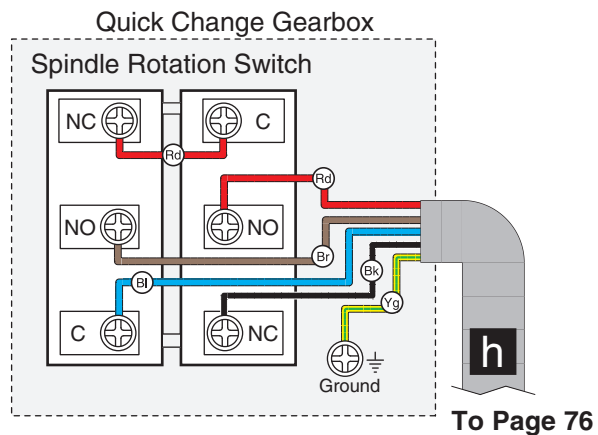 Quick Change Gearbox
Spindle Rotation Switch
NC
C
Rd
Rd
NO
NO
Br
Bk
Bl
Yg
C
NC
Ground
h
To Page 76